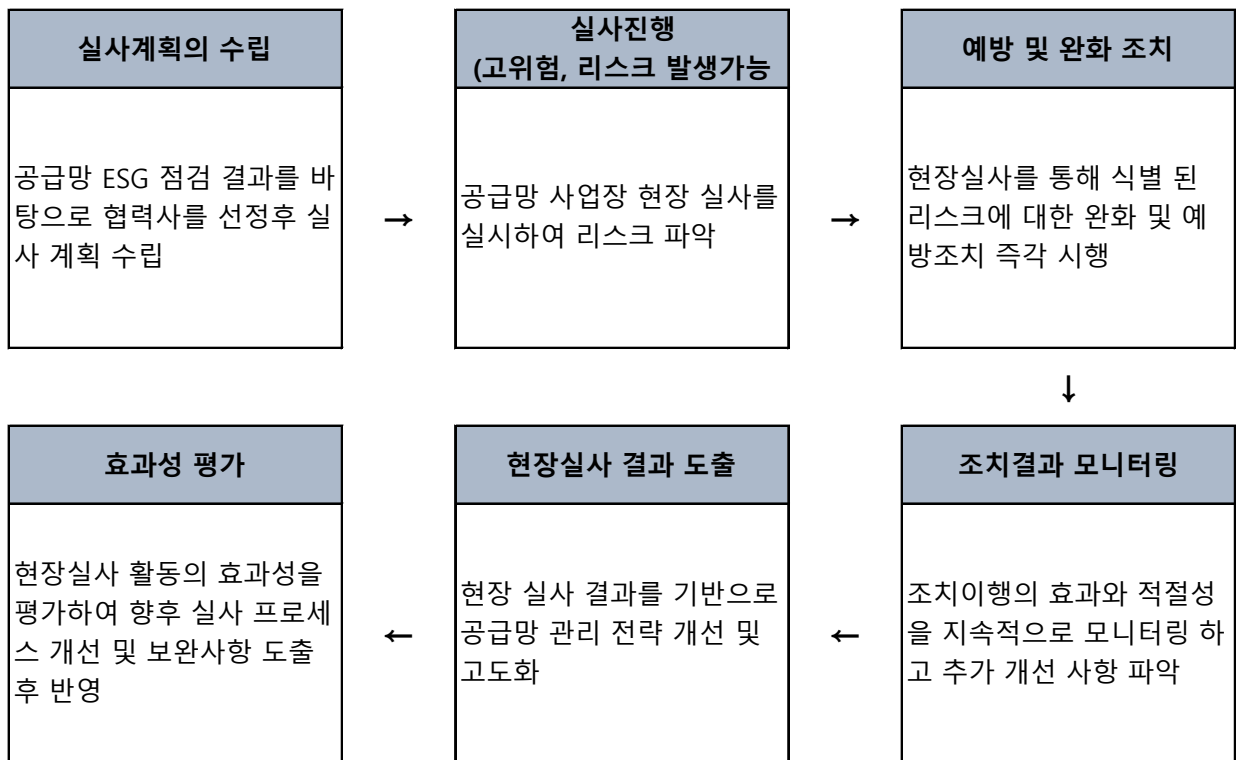 실사계획의 수립
공급망 ESG 점검 결과를 바
탕으로 협력사를 선정후 실
사 계획 수립
→
실사진행
(고위험, 리스크 발생가능
공급망 사업장 현장 실사를
실시하여 리스크 파악
→
예방 및 완화 조치
현장실사를 통해 식별 된
리스크에 대한 완화 및 예
방조치 즉각 시행
↓
조치결과 모니터링
조치이행의 효과와 적절성
을 지속적으로 모니터링 하
고 추가 개선 사항 파악
←
현장실사 결과 도출
현장 실사 결과를 기반으로
공급망 관리 전략 개선 및
고도화
←
효과성 평가
현장실사 활동의 효과성을
평가하여 향후 실사 프로세
스 개선 및 보완사항 도출
후 반영